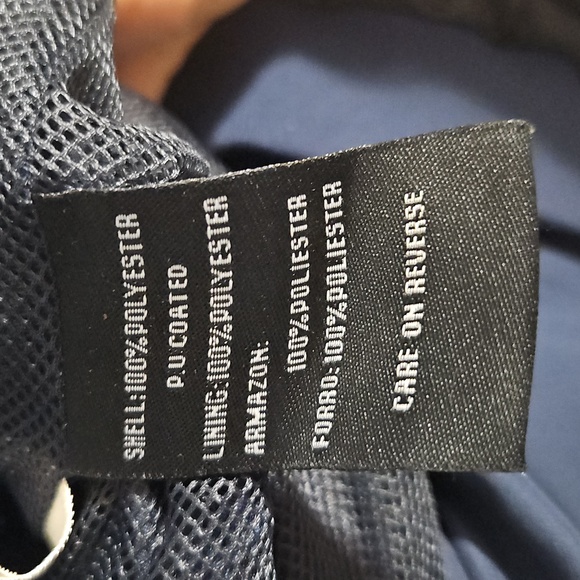 SHELL:100%POLYESTER
P.U COATED
LINING:100%POLYESTER
ARMAZON:
100%POLIESTER
FORRO:100%POLIESTER
CARE ON REVERSE